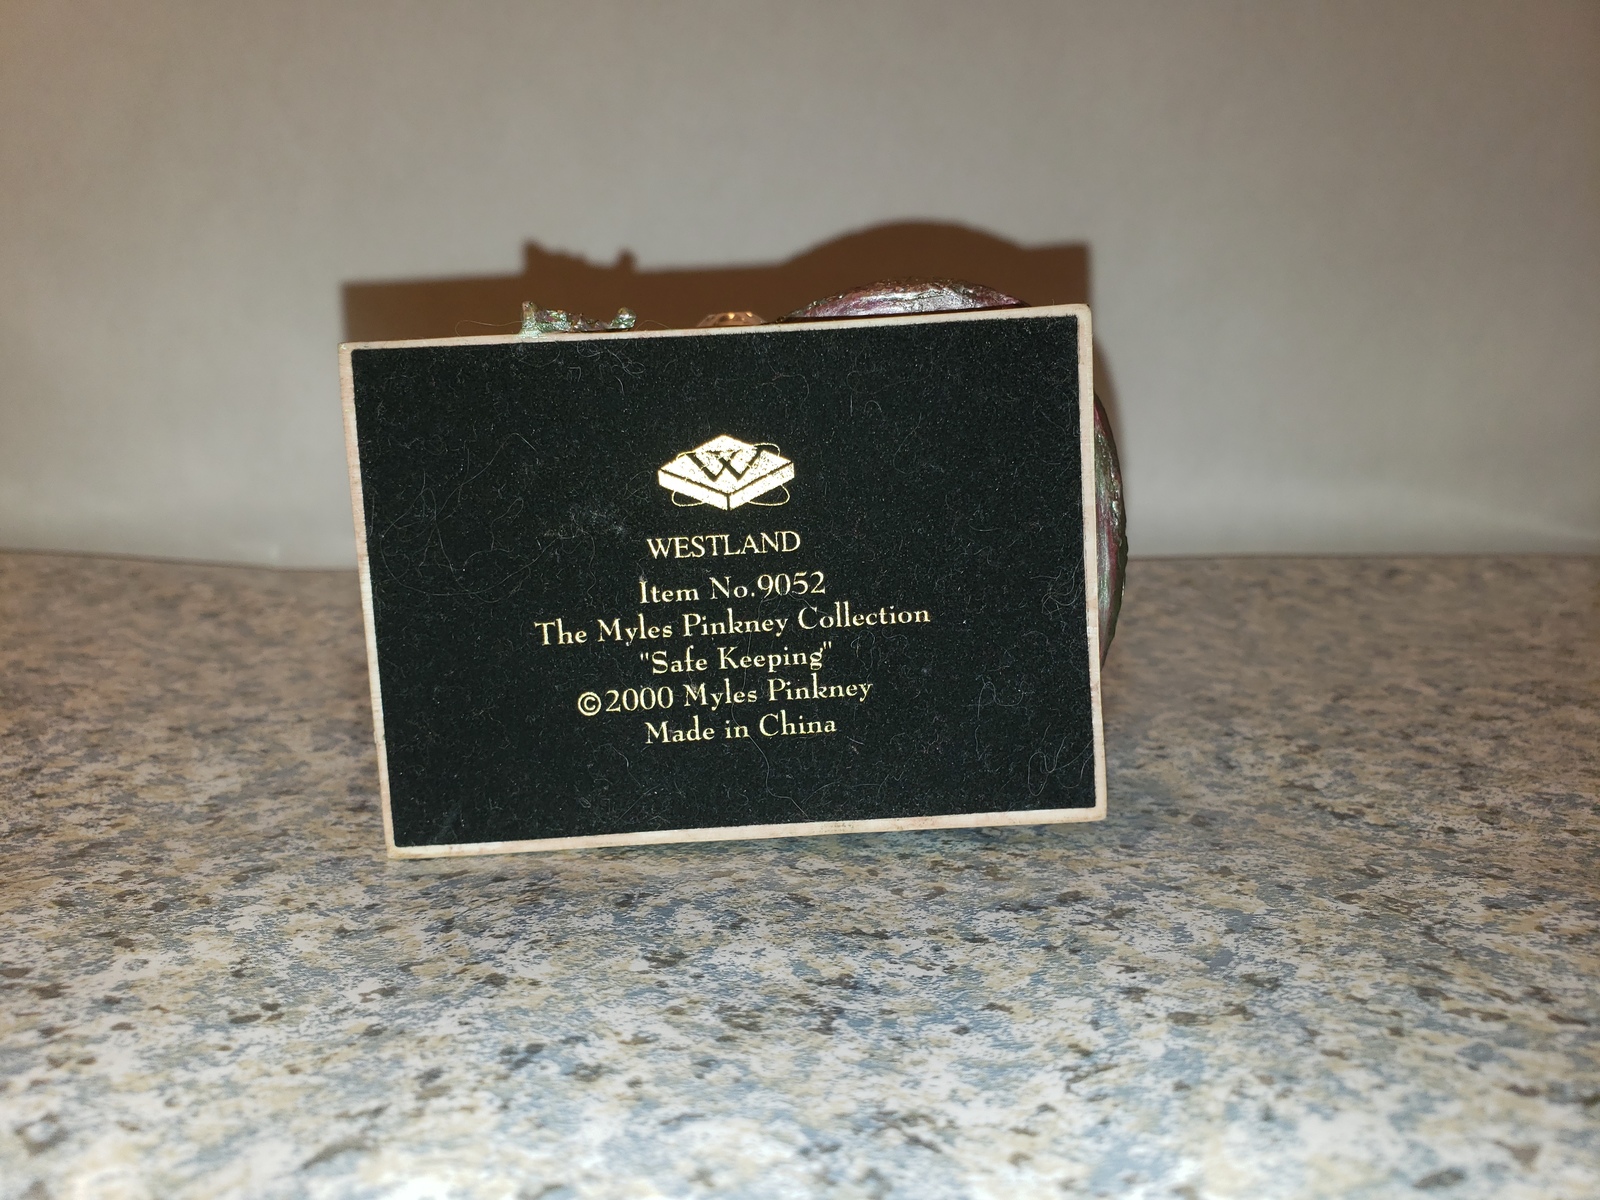 W
WESTLAND
Item No.9052
The Myles Pinkney Collection
"Safe Keeping"
©2000 Myles Pinkney
Made in China